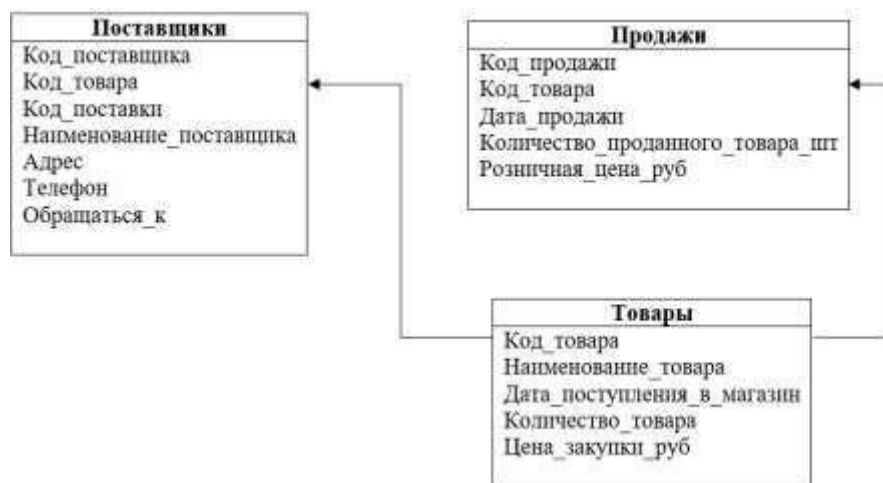 Поставщики
Код_поставщика
Код_товара
Код_поставки
Наименование_поставщика
Адрес
Телефон
Обращаться_к
Продажи
Код_продажи
Код_товара
Дата_продажи
Количество_проданного_товара_шт
Розничная_цена_руб
Товары
Код_товара
Наименование_товара
Дата_поступления_в_магазин
Количество_товара
Цена_закупки_руб